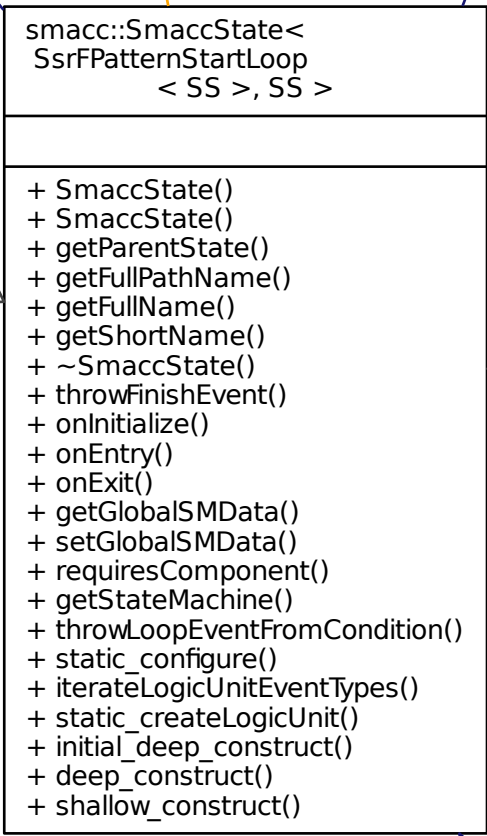 smacc::SmaccState<
SsrFPatternStartLoop
< SS >, SS >
+ SmaccState()
+ SmaccState()
+ getParentState()
+ getFullPathName()
+ getFullName()
+ getShortName()
+ ~SmaccState()
+ throwFinishEvent()
+ onInitialize()
+ onEntry()
+ onExit()
+ getGlobalSMData()
+ setGlobalSMData()
+ requiresComponent()
+ getStateMachine()
+ throwLoopEventFromCondition()
+ static_configure()
+ iterateLogicUnitEventTypes()
+ static_createLogicUnit()
+ initial_deep_construct()
+ deep_construct()
+ shallow_construct()